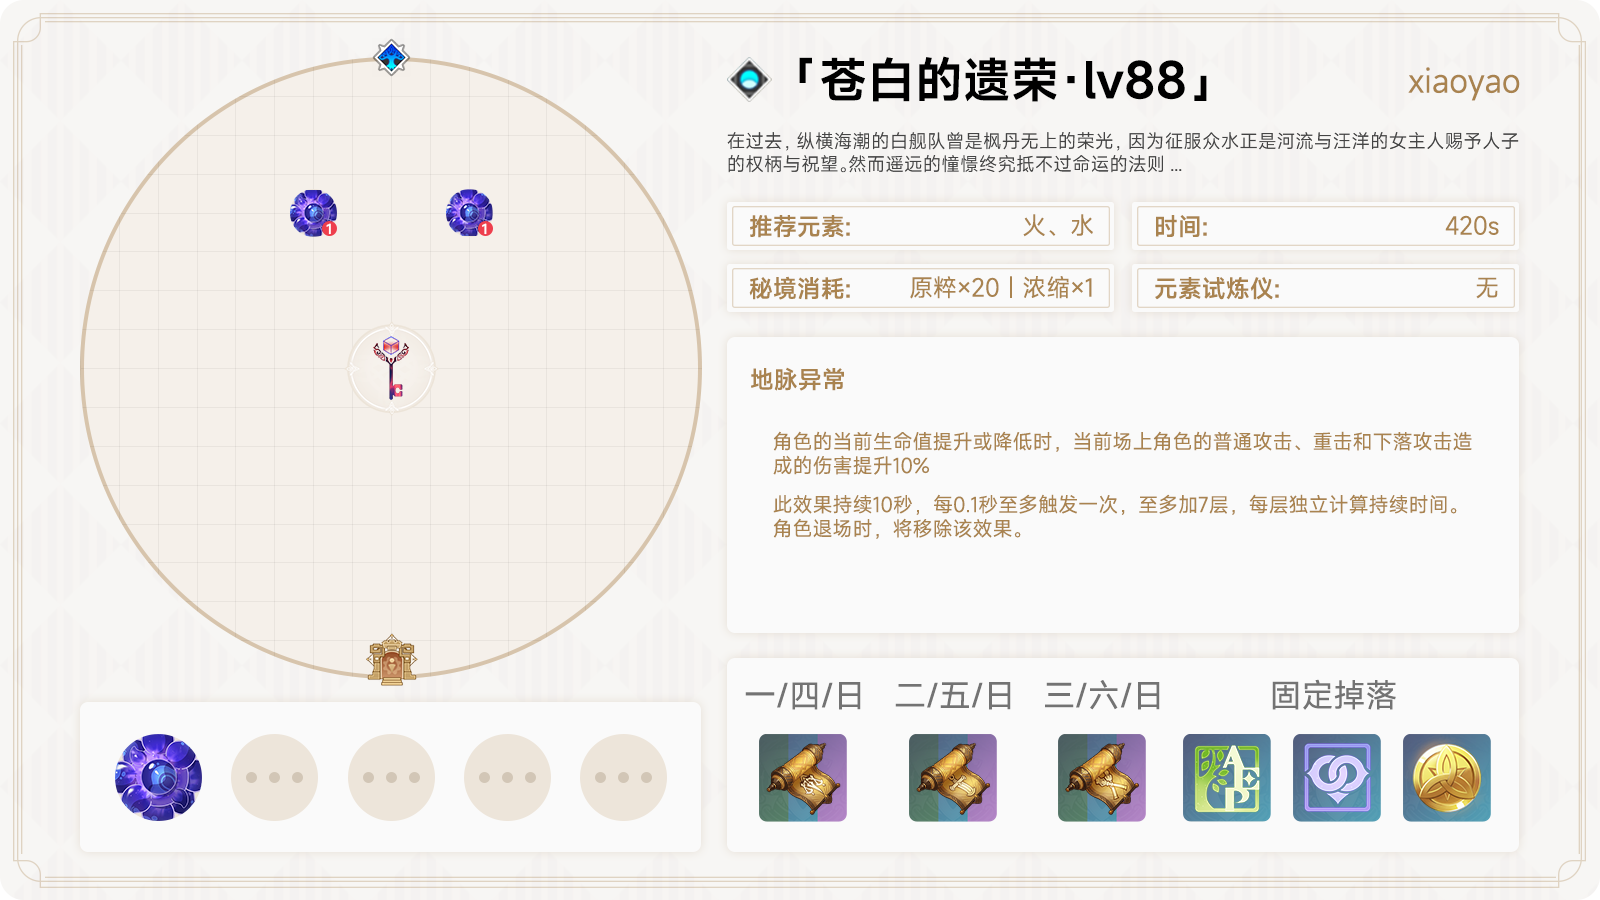 「苍白的遗荣·lv88」
xiaoyao
在过去，纵横海潮的白舰队曾是枫丹无上的荣光，因为征服众水正是河流与汪洋的女主人赐予人子
的权柄与祝望。然而遥远的憧憬终究抵不过命运的法则 ...
推荐元素: 火、水
时间: 420s
秘境消耗: 原粹×20丨浓缩×1
元素试炼仪: 无
地脉异常
角色的当前生命值提升或降低时，当前场上角色的普通攻击、重击和下落攻击造
成的伤害提升10%
此效果持续10秒，每0.1秒至多触发一次，至多加7层，每层独立计算持续时间。
角色退场时，将移除该效果。
1
1
一/四/日
二/五/日
三/六/日
固定掉落
AEP